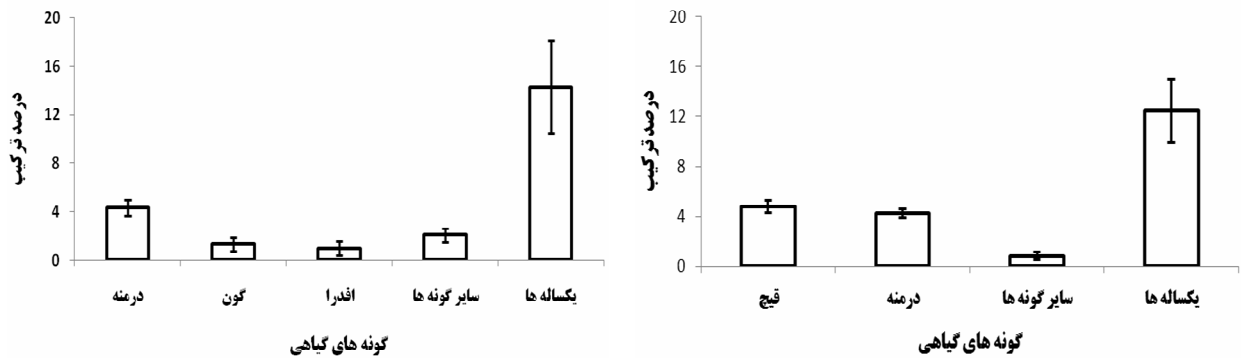 20
16
12
8
4
0
درصد ترکیب
درمنه
گون
افدرا
سایر گونه ها
یکساله ها
گونه های گیاهی
20
16
12
8
4
0
درصد ترکیب
قیچ
درمنه
سایر گونه ها
یکساله ها
گونه های گیاهی